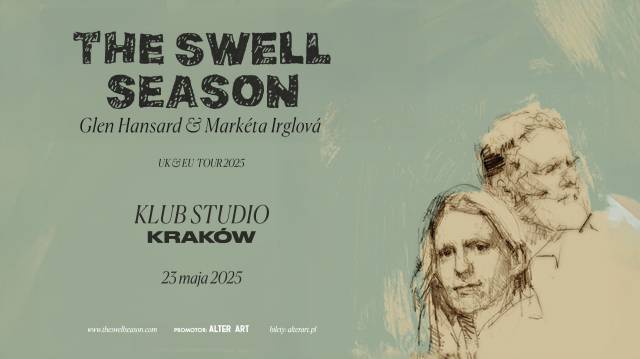 THE SWELL
SEASON
Glen Hansard & Markéta Irglová
UK & EU TOUR 2025
KLUB STUDIO
KRAKÓW
23 maja 2025
www.theswellseason.com PROMOTOR: ALTER ART bilety: alterart.pl